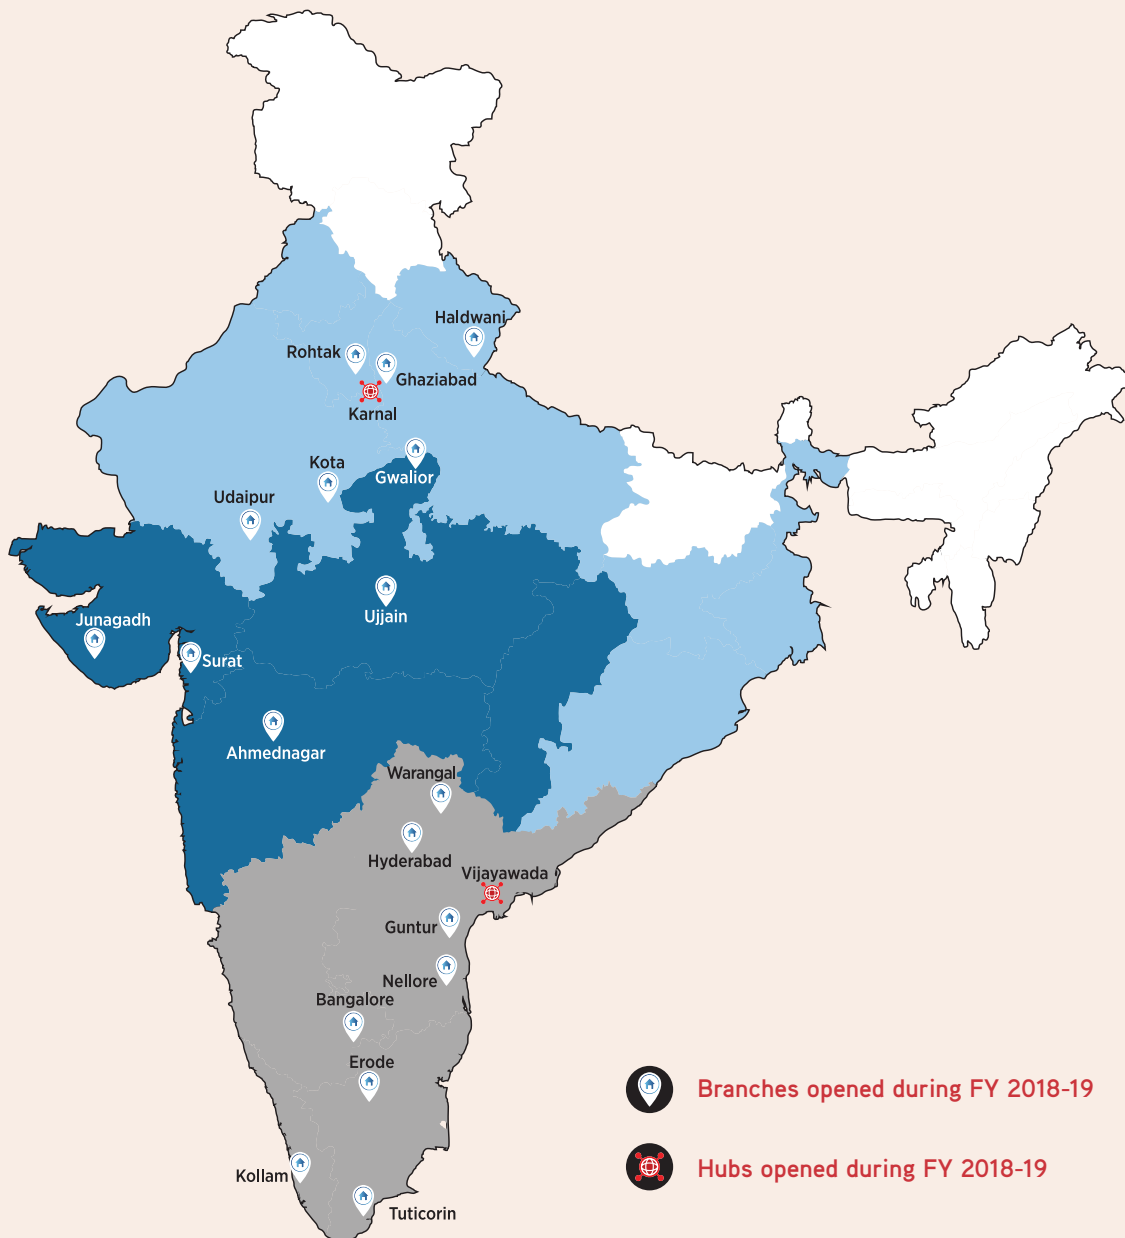 Haldwani
Rohtak
Ghaziabad
Karnal
Kota
Gwalior
Udaipur
Ujjain
Junagadh
Surat
Ahmednagar
Warangal
Hyderabad
Vijayawada
Guntur
Nellore
Bangalore
Erode
Branches opened during FY 2018-19
Hubs opened during FY 2018-19
Kollam
Tuticorin